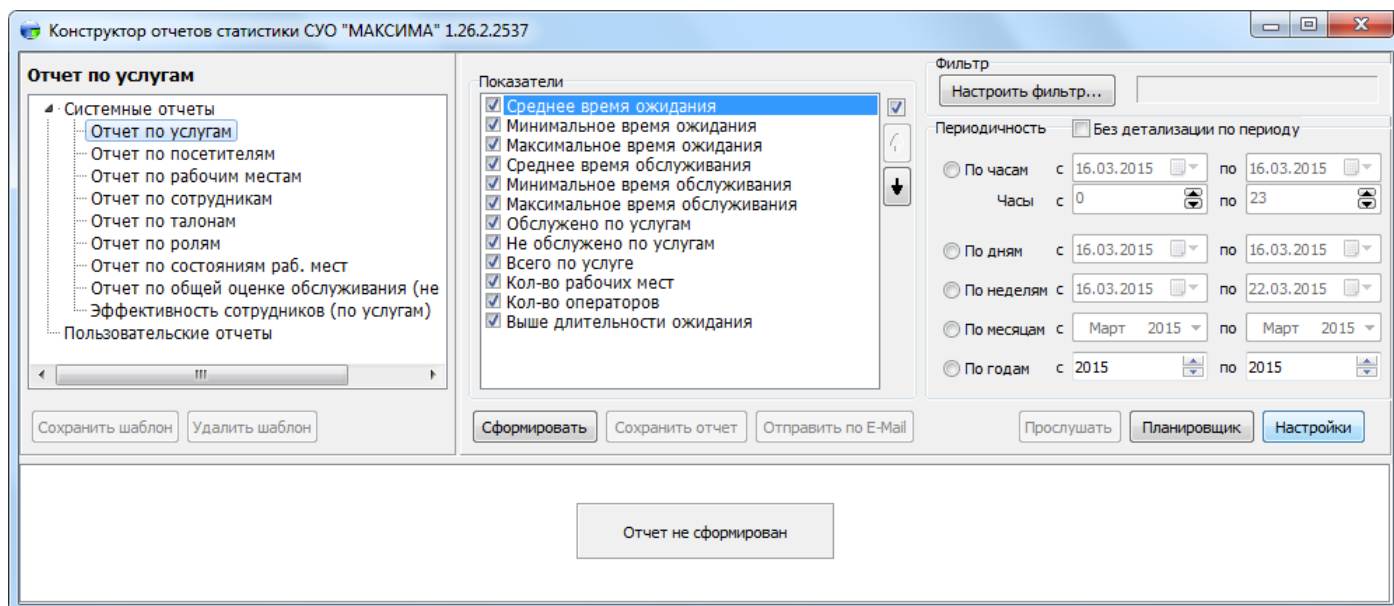 Конструктор отчетов статистики СУО "МАКСИМА" 1.26.2.2537
Отчет по услугам
Системные отчеты
Отчет по услугам
Отчет по посетителям
Отчет по рабочим местам
Отчет по сотрудникам
Отчет по талонам
Отчет по ролям
Отчет по состояниям раб. мест
Отчет по общей оценке обслуживания (не
Эффективность сотрудников (по услугам)
Пользовательские отчеты
Сохранить шаблон Удалить шаблон
Показатели
Среднее время ожидания
Минимальное время ожидания
Максимальное время ожидания
Среднее время обслуживания
Минимальное время обслуживания
Максимальное время обслуживания
Обслужено по услугам
Не обслужено по услугам
Всего по услуге
Кол-во рабочих мест
Кол-во операторов
Выше длительности ожидания
Фильтр
Настроить фильтр...
Периодичность Без детализации по периоду
По часам с 16.03.2015 по 16.03.2015
Часы с 0 по 23
По дням с 16.03.2015 по 16.03.2015
По неделям с 16.03.2015 по 22.03.2015
По месяцам с Март 2015 по Март 2015
По годам с 2015 по 2015
Сформировать Сохранить отчет Отправить по E-Mail Прослушать Планировщик Настройки
Отчет не сформирован